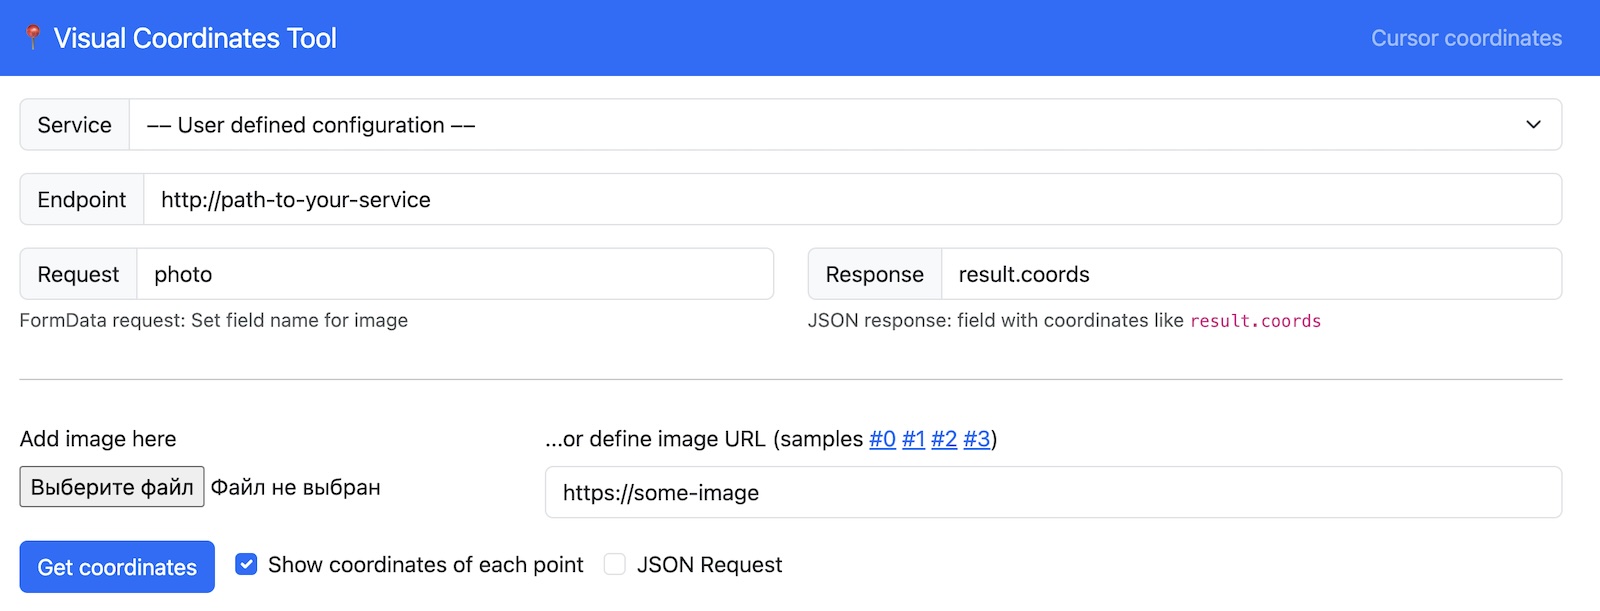 Visual Coordinates Tool
Cursor coordinates
Service
–– User defined configuration ––
Endpoint
http://path-to-your-service
Request
photo
Response
result.coords
FormData request: Set field name for image
JSON response: field with coordinates like result.coords
Add image here
...or define image URL (samples #0 #1 #2 #3)
Выберите файл Файл не выбран
https://some-image
Get coordinates
Show coordinates of each point
JSON Request